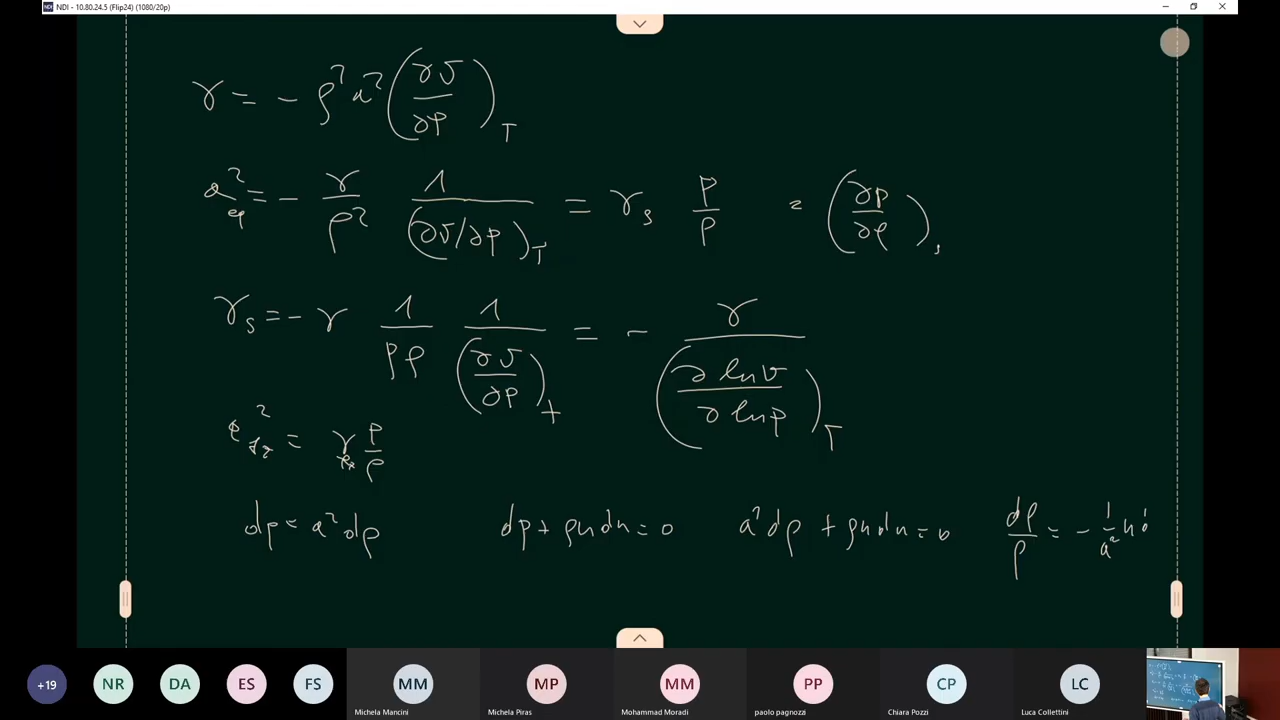 NDI - 10.80.24.5 (Flip24) (1080/20p)
γ = - ρ² a² (∂v/∂p)_T
a²_eq = - γ/ρ² 1/(∂v/∂p)_T = γ_s p/ρ = (∂p/∂ρ)_s
γ_s = - γ 1/(pρ) 1/(∂v/∂p)_T = - γ/(∂ ln v/∂ ln p)_T
a²_fz = γ_fz p/ρ
dp = a² dρ dp + ρu du = 0 a² dρ + ρu du = 0 dρ/ρ = - 1/a² u d
+19 NR DA ES FS MM MP MM PP CP LC
Michela Mancini Michele Piras Mohammad Moradi paolo pagnozzi Chiara Pozzi Luca Collettini